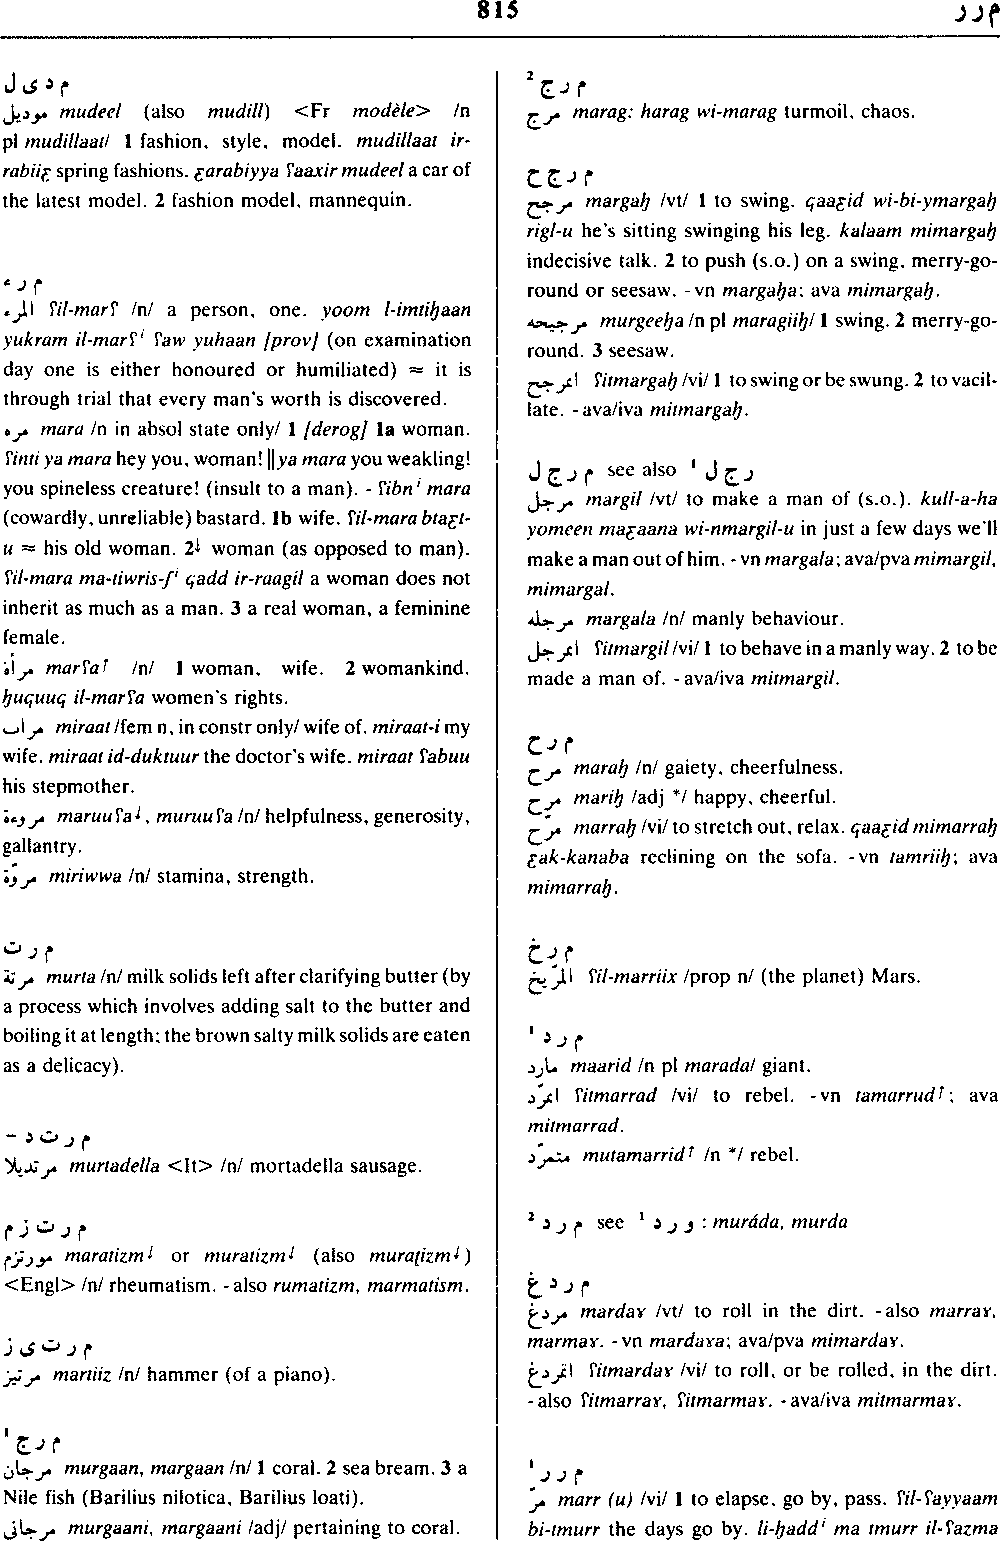 815
م ر ر
م د ى ل
موديل mudeel (also mudill) <Fr modèle> /n
pl mudillaat/ 1 fashion, style, model. mudillaat ir-
rabiiƹ spring fashions. ƹarabiyya ʕaaxir mudeel a car of
the latest model. 2 fashion model, mannequin.
م ر ء
المرء ʕil-marʕ /n/ a person, one. yoom l-imtiḥaan
yukram il-marʕⁱ ʕaw yuhaan [prov] (on examination
day one is either honoured or humiliated) ≈ it is
through trial that every man's worth is discovered.
مره mara /n in absol state only/ 1 [derog] 1a woman.
ʕinti ya mara hey you, woman! ||ya mara you weakling!
you spineless creature! (insult to a man). - ʕibnⁱ mara
(cowardly, unreliable) bastard. 1b wife. ʕil-mara btaƹt-
u ≈ his old woman. 2↓ woman (as opposed to man).
ʕil-mara ma-tiwris-ʃⁱ qadd ir-raagil a woman does not
inherit as much as a man. 3 a real woman, a feminine
female.
مرأة marʕa↑ /n/ 1 woman, wife. 2 womankind.
ḥuquuq il-marʕa women's rights.
مرات miraat /fem n, in constr only/ wife of. miraat-i my
wife. miraat id-duktuur the doctor's wife. miraat ʕabuu
his stepmother.
مروءة maruuʕa↓, muruuʕa /n/ helpfulness, generosity,
gallantry.
مروّة miriwwa /n/ stamina, strength.
م ر ت
مرتة murta /n/ milk solids left after clarifying butter (by
a process which involves adding salt to the butter and
boiling it at length; the brown salty milk solids are eaten
as a delicacy).
م ر ت د –
مرتديلا murtadella <It> /n/ mortadella sausage.
م ر ت ز م
مورتزم maratizm↓ or muratizm↓ (also muraṭizm↓)
<Engl> /n/ rheumatism. - also rumatizm, marmatism.
م ر ت ى ز
مرتيز martiiz /n/ hammer (of a piano).
م ر ج ¹
مرجان murgaan, margaan /n/ 1 coral. 2 sea bream. 3 a
Nile fish (Barilius nilotica, Barilius loati).
مرجانى murgaani, margaani /adj/ pertaining to coral.
م ر ج ²
مرج marag: harag wi-marag turmoil, chaos.
م ر ج ح
مرجح margaḥ /vt/ 1 to swing. qaaƹid wi-bi-ymargaḥ
rigl-u he's sitting swinging his leg. kalaam mimargaḥ
indecisive talk. 2 to push (s.o.) on a swing, merry-go-
round or seesaw. - vn margaḥa; ava mimargaḥ.
مرجيحه murgeeḥa /n pl maragiiḥ/ 1 swing. 2 merry-go-
round. 3 seesaw.
اتمرجح ʕitmargaḥ /vi/ 1 to swing or be swung. 2 to vacil-
late. - ava/iva mitmargaḥ.
م ر ج ل see also ر ج ل ¹
مرجل margil /vt/ to make a man of (s.o.). kull-a-ha
yomeen maƹaana wi-nmargil-u in just a few days we'll
make a man out of him. - vn margala; ava/pva mimargil,
mimargal.
مرجله margala /n/ manly behaviour.
اتمرجل ʕitmargil /vi/ 1 to behave in a manly way. 2 to be
made a man of. - ava/iva mitmargil.
م ر ح
مرح maraḥ /n/ gaiety, cheerfulness.
مرح mariḥ /adj */ happy, cheerful.
مرّح marraḥ /vi/ to stretch out, relax. qaaƹid mimarraḥ
ƹak-kanaba reclining on the sofa. - vn tamriiḥ; ava
mimarraḥ.
م ر خ
المرّيخ ʕil-marriix /prop n/ (the planet) Mars.
م ر د ¹
مارد maarid /n pl marada/ giant.
اتمرّد ʕitmarrad /vi/ to rebel. - vn tamarrud↑; ava
mitmarrad.
متمرّد mutamarrid↑ /n */ rebel.
م ر د ² see و ر د ¹ : muráda, murda
م ر د غ
مردغ mardaɣ /vt/ to roll in the dirt. - also marraɣ,
marmaɣ. - vn mardaɣa; ava/pva mimardaɣ.
اتمردغ ʕitmardaɣ /vi/ to roll, or be rolled, in the dirt.
- also ʕitmarraɣ, ʕitmarmaɣ. - ava/iva mitmarmaɣ.
م ر ر ¹
مرّ marr (u) /vi/ 1 to elapse, go by, pass. ʕil-ʕayyaam
bi-tmurr the days go by. li-ḥaddⁱ ma tmurr il-ʕazma